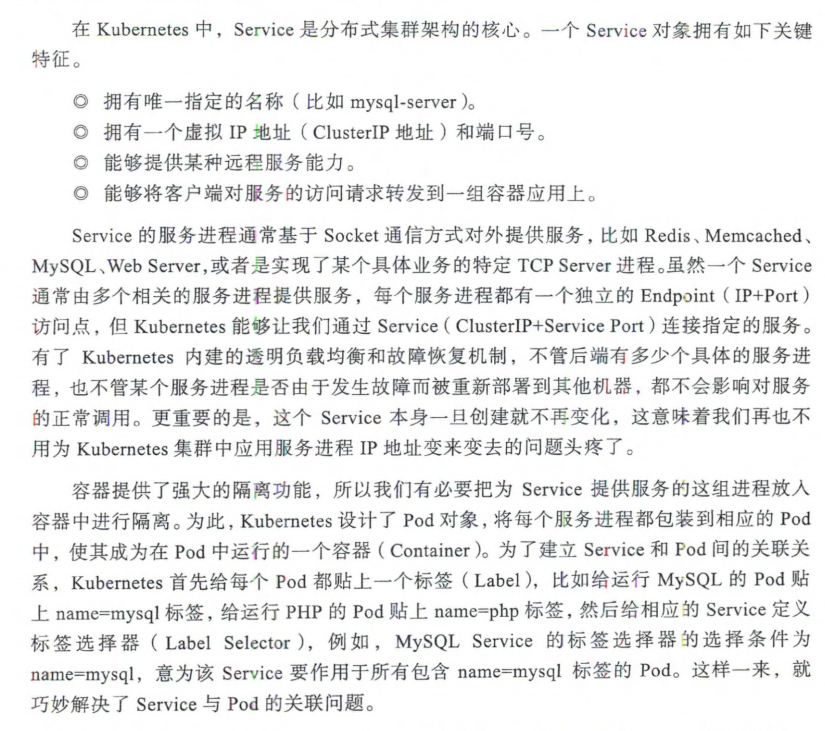 在 Kubernetes 中，Service 是分布式集群架构的核心。一个 Service 对象拥有如下关键
特征。
◎ 拥有唯一指定的名称（比如 mysql-server）。
◎ 拥有一个虚拟 IP 地址（ClusterIP 地址）和端口号。
◎ 能够提供某种远程服务能力。
◎ 能够将客户端对服务的访问请求转发到一组容器应用上。
Service 的服务进程通常基于 Socket 通信方式对外提供服务，比如 Redis、Memcached、
MySQL、Web Server，或者是实现了某个具体业务的特定 TCP Server 进程。虽然一个 Service
通常由多个相关的服务进程提供服务，每个服务进程都有一个独立的 Endpoint（IP+Port）
访问点，但 Kubernetes 能够让我们通过 Service（ClusterIP+Service Port）连接指定的服务。
有了 Kubernetes 内建的透明负载均衡和故障恢复机制，不管后端有多少个具体的服务进
程，也不管某个服务进程是否由于发生故障而被重新部署到其他机器，都不会影响对服务
的正常调用。更重要的是，这个 Service 本身一旦创建就不再变化，这意味着我们再也不
用为 Kubernetes 集群中应用服务进程 IP 地址变来变去的问题头疼了。
容器提供了强大的隔离功能，所以我们有必要把为 Service 提供服务的这组进程放入
容器中进行隔离。为此，Kubernetes 设计了 Pod 对象，将每个服务进程都包装到相应的 Pod
中，使其成为在 Pod 中运行的一个容器（Container）。为了建立 Service 和 Pod 间的关联关
系，Kubernetes 首先给每个 Pod 都贴上一个标签（Label），比如给运行 MySQL 的 Pod 贴
上 name=mysql 标签，给运行 PHP 的 Pod 贴上 name=php 标签，然后给相应的 Service 定义
标签选择器（Label Selector），例如，MySQL Service 的标签选择器的选择条件为
name=mysql，意为该 Service 要作用于所有包含 name=mysql 标签的 Pod。这样一来，就
巧妙解决了 Service 与 Pod 的关联问题。